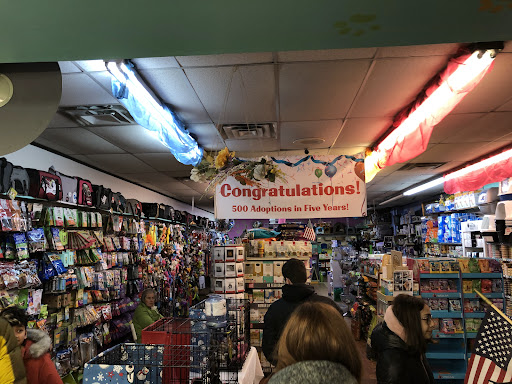 Congratulations!
500 Adoptions in Five Years!